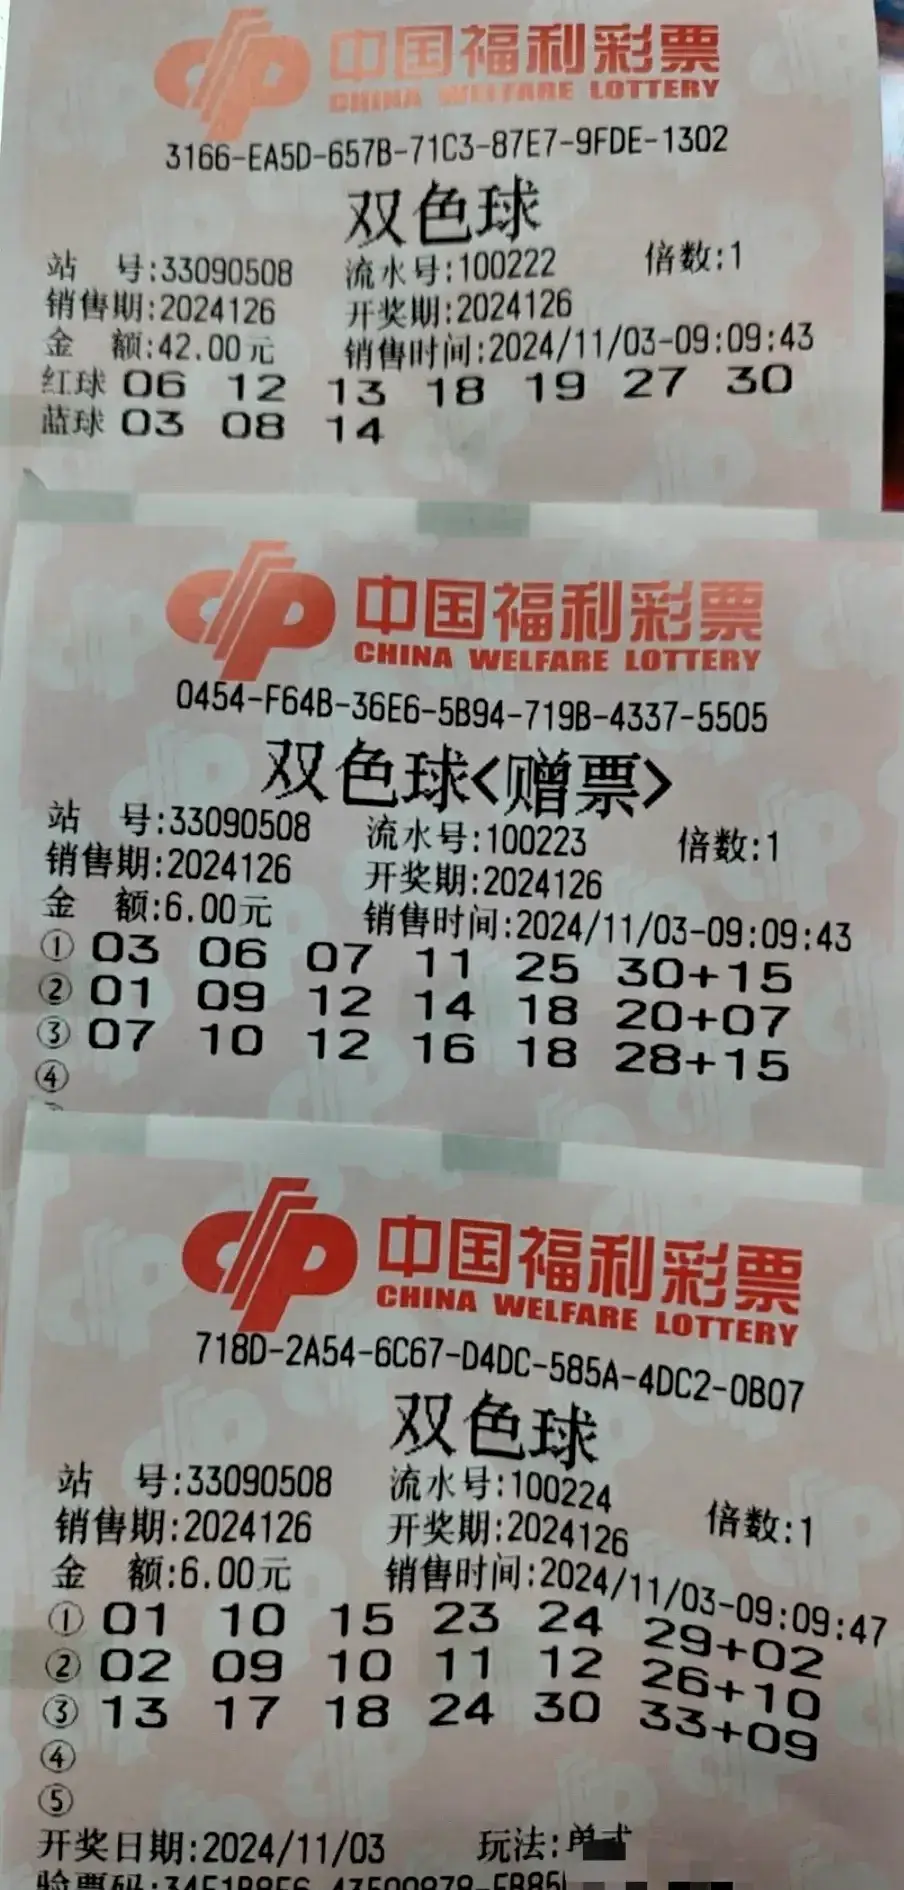 中国福利彩票
CHINA WELFARE LOTTERY
3166-EA5D-657B-71C3-87E7-9FDE-1302
双色球
站 号:33090508 流水号:100222 倍数:1
销售期:2024126 开奖期:2024126
金 额:42.00元 销售时间:2024/11/03-09:09:43
红球 06 12 13 18 19 27 30
蓝球 03 08 14
中国福利彩票
CHINA WELFARE LOTTERY
0454-F64B-36E6-5B94-719B-4337-5505
双色球<赠票>
站 号:33090508 流水号:100223 倍数:1
销售期:2024126 开奖期:2024126
金 额:6.00元 销售时间:2024/11/03-09:09:43
① 03 06 07 11 25 30+15
② 01 09 12 14 18 20+07
③ 07 10 12 16 18 28+15
④
中国福利彩票
CHINA WELFARE LOTTERY
718D-2A54-6C67-D4DC-585A-4DC2-0B07
双色球
站 号:33090508 流水号:100224 倍数:1
销售期:2024126 开奖期:2024126
金 额:6.00元 销售时间:2024/11/03-09:09:47
① 01 10 15 23 24 29+02
② 02 09 10 11 12 26+10
③ 13 17 18 24 30 33+09
④
⑤
开奖日期:2024/11/03 玩法:单式
验票码: